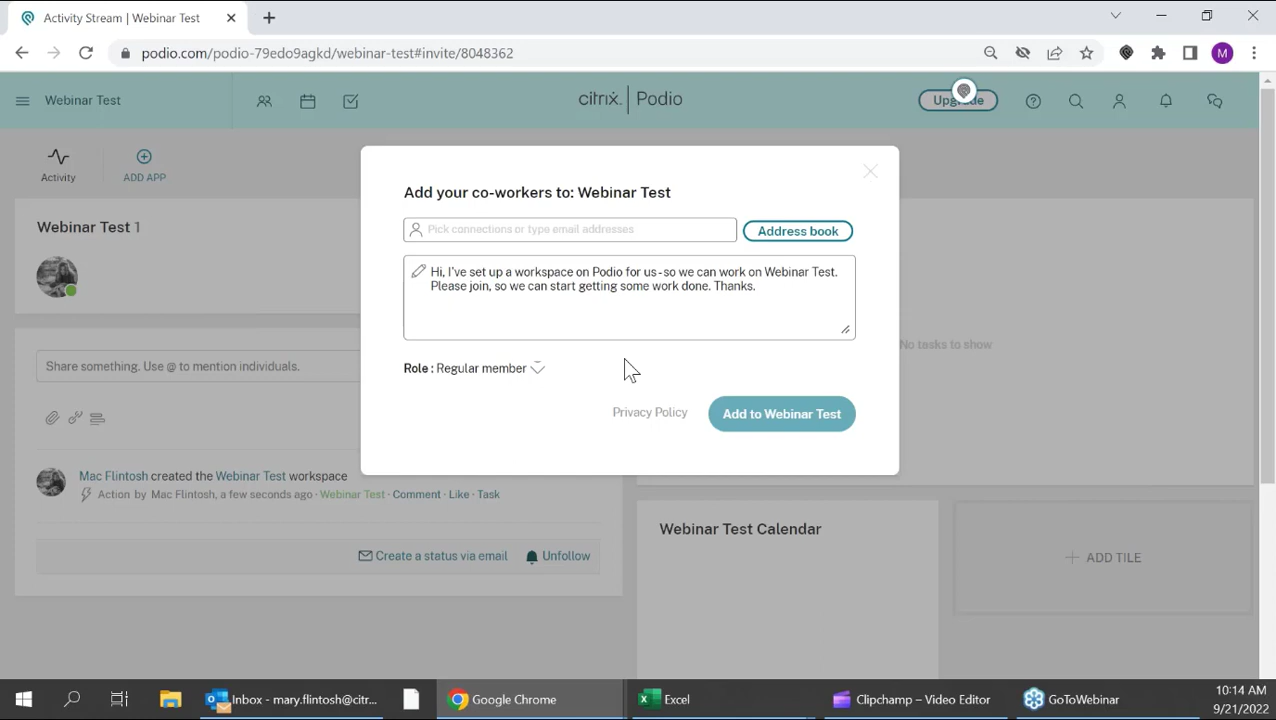 Activity Stream | Webinar Test
podio.com/podio-79edo9agkd/webinar-test#invite/8048362
M
Webinar Test
citrix. | Podio
Upgrade
Activity
ADD APP
Webinar Test 1
Add your co-workers to: Webinar Test
Pick connections or type email addresses
Address book
Hi, I've set up a workspace on Podio for us - so we can work on Webinar Test.
Please join, so we can start getting some work done. Thanks.
Role : Regular member
Privacy Policy
Add to Webinar Test
No tasks to show
Share something. Use @ to mention individuals.
Mac Flintosh created the Webinar Test workspace
Action by Mac Flintosh, a few seconds ago · Webinar Test · Comment · Like · Task
Create a status via email
Unfollow
Webinar Test Calendar
ADD TILE
Inbox - mary.flintosh@citr...
Google Chrome
Excel
Clipchamp – Video Editor
GoToWebinar
10:14 AM
9/21/2022